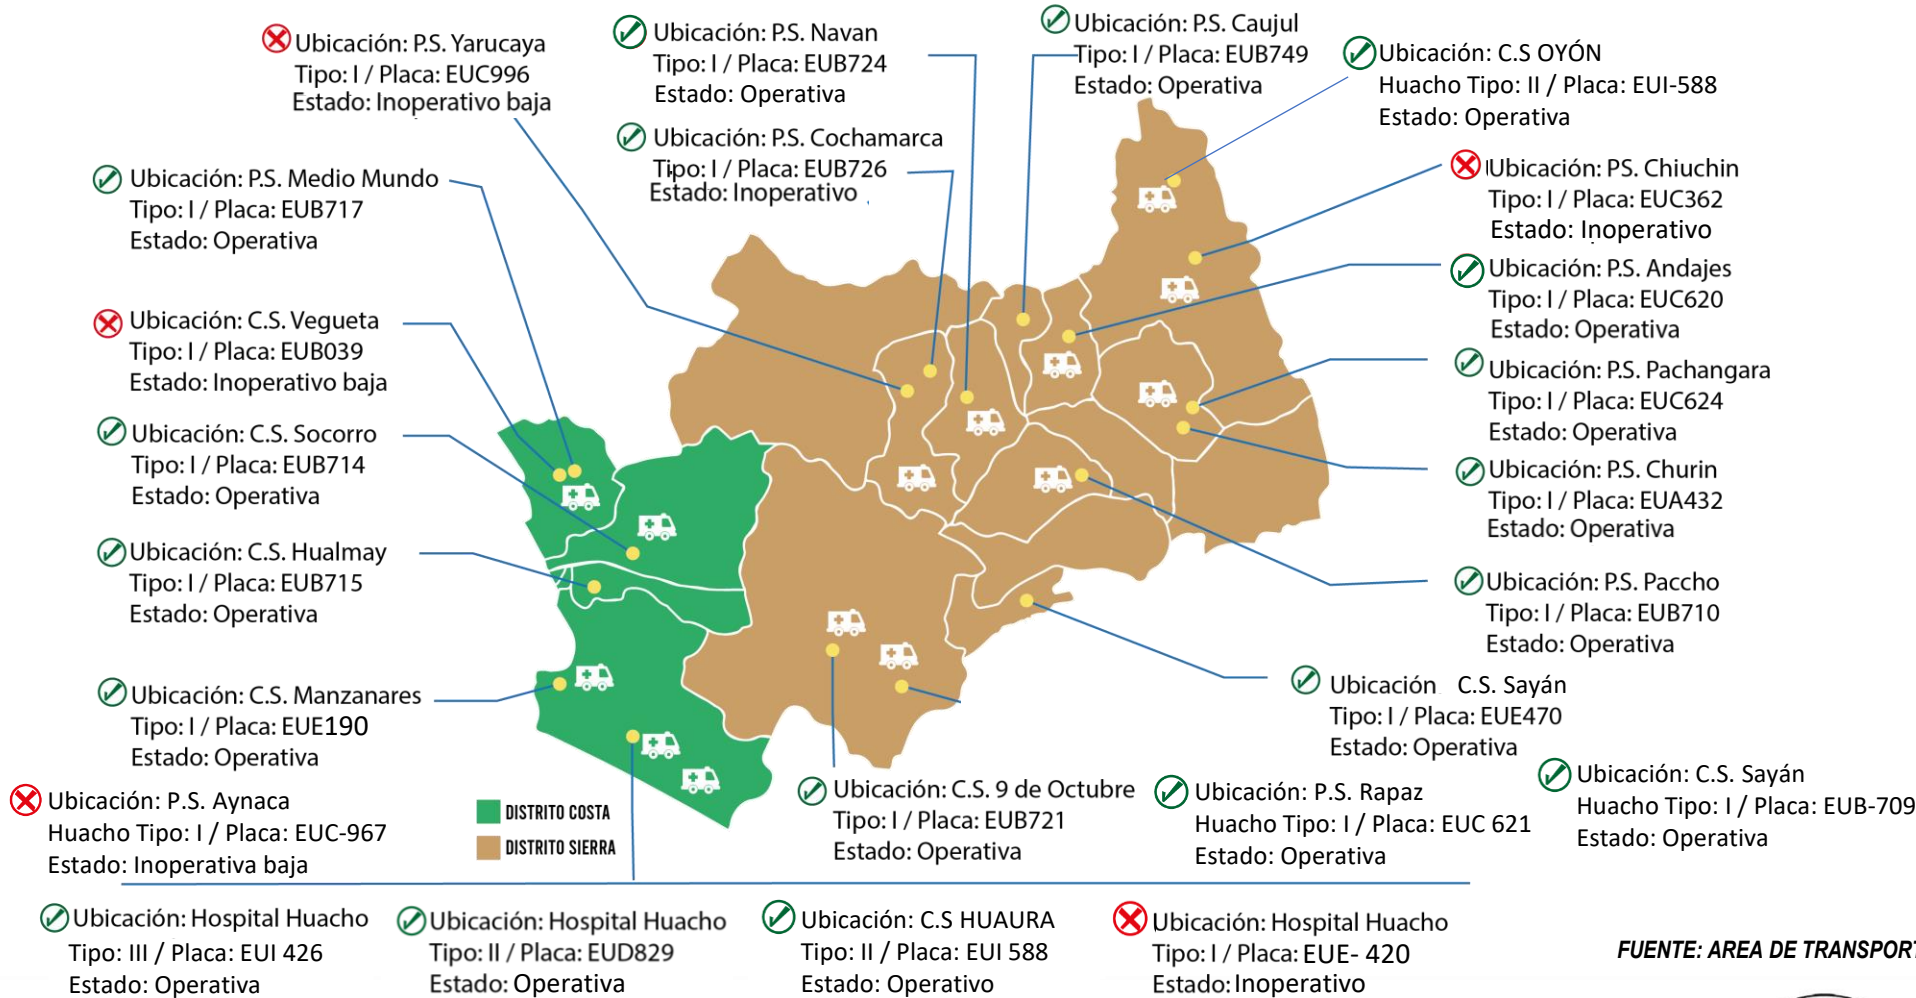 Ubicación: P.S. Yarucaya
Tipo: I / Placa: EUC996
Estado: Inoperativo baja
Ubicación: P.S. Navan
Tipo: I / Placa: EUB724
Estado: Operativa
Ubicación: P.S. Caujul
Tipo: I / Placa: EUB749
Estado: Operativa
Ubicación: C.S OYÓN
Huacho Tipo: II / Placa: EUI-588
Estado: Operativa
Ubicación: P.S. Cochamarca
Tipo: I / Placa: EUB726
Estado: Inoperativo
Ubicación: P.S. Medio Mundo
Tipo: I / Placa: EUB717
Estado: Operativa
Ubicación: PS. Chiuchin
Tipo: I / Placa: EUC362
Estado: Inoperativo
Ubicación: P.S. Andajes
Tipo: I / Placa: EUC620
Estado: Operativa
Ubicación: C.S. Vegueta
Tipo: I / Placa: EUB039
Estado: Inoperativo baja
Ubicación: P.S. Pachangara
Tipo: I / Placa: EUC624
Estado: Operativa
Ubicación: C.S. Socorro
Tipo: I / Placa: EUB714
Estado: Operativa
Ubicación: P.S. Churin
Tipo: I / Placa: EUA432
Estado: Operativa
Ubicación: C.S. Hualmay
Tipo: I / Placa: EUB715
Estado: Operativa
Ubicación: P.S. Paccho
Tipo: I / Placa: EUB710
Estado: Operativa
Ubicación: C.S. Manzanares
Tipo: I / Placa: EUE190
Estado: Operativa
Ubicación C.S. Sayán
Tipo: I / Placa: EUE470
Estado: Operativa
Ubicación: P.S. Aynaca
Huacho Tipo: I / Placa: EUC-967
Estado: Inoperativa baja
DISTRITO COSTA
DISTRITO SIERRA
Ubicación: C.S. 9 de Octubre
Tipo: I / Placa: EUB721
Estado: Operativa
Ubicación: P.S. Rapaz
Huacho Tipo: I / Placa: EUC 621
Estado: Operativa
Ubicación: C.S. Sayán
Huacho Tipo: I / Placa: EUB-709
Estado: Operativa
Ubicación: Hospital Huacho
Tipo: III / Placa: EUI 426
Estado: Operativa
Ubicación: Hospital Huacho
Tipo: II / Placa: EUD829
Estado: Operativa
Ubicación: C.S HUAURA
Tipo: II / Placa: EUI 588
Estado: Operativo
Ubicación: Hospital Huacho
Tipo: I / Placa: EUE- 420
Estado: Inoperativo
FUENTE: AREA DE TRANSPORT